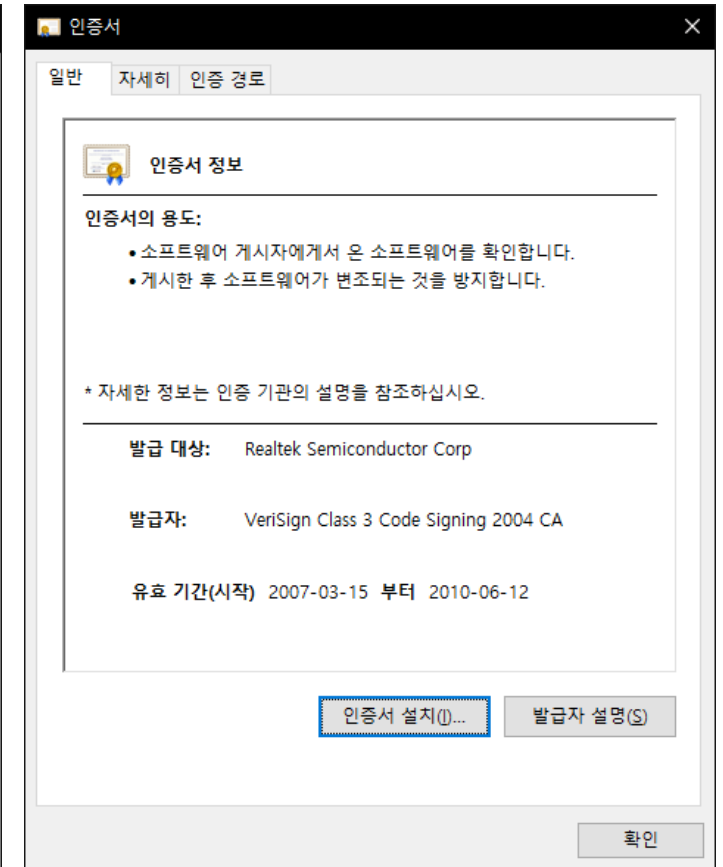 인증서
일반 자세히 인증 경로
인증서 정보
인증서의 용도:
• 소프트웨어 게시자에게서 온 소프트웨어를 확인합니다.
• 게시한 후 소프트웨어가 변조되는 것을 방지합니다.
* 자세한 정보는 인증 기관의 설명을 참조하십시오.
발급 대상: Realtek Semiconductor Corp
발급자: VeriSign Class 3 Code Signing 2004 CA
유효 기간(시작) 2007-03-15 부터 2010-06-12
인증서 설치(I)... 발급자 설명(S)
확인